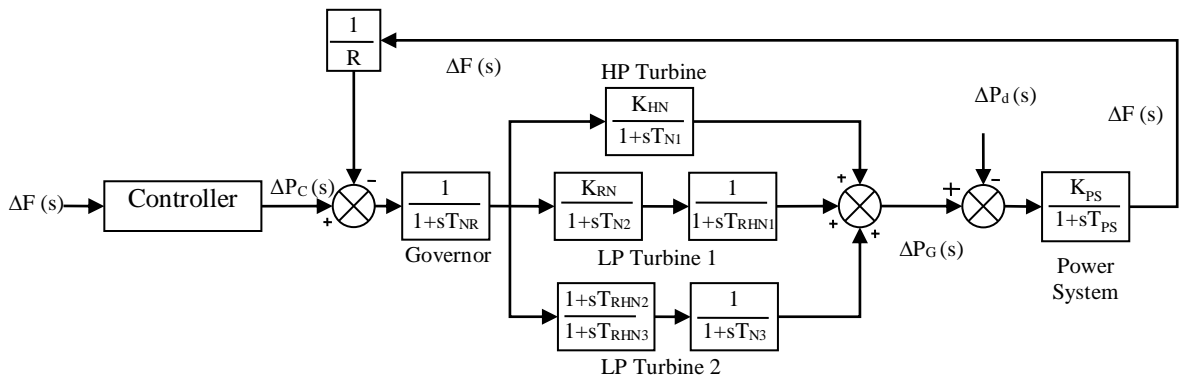 1
R
ΔF (s)
HP Turbine
K_HN
1+sT_N1
ΔP_d (s)
ΔF (s)
ΔF (s)
Controller
ΔP_C (s)
-
+
1
1+sT_NR
Governor
K_RN
1+sT_N2
1
1+sT_RHN1
LP Turbine 1
+
+
+
ΔP_G (s)
+
-
K_PS
1+sT_PS
Power
System
1+sT_RHN2
1+sT_RHN3
1
1+sT_N3
LP Turbine 2